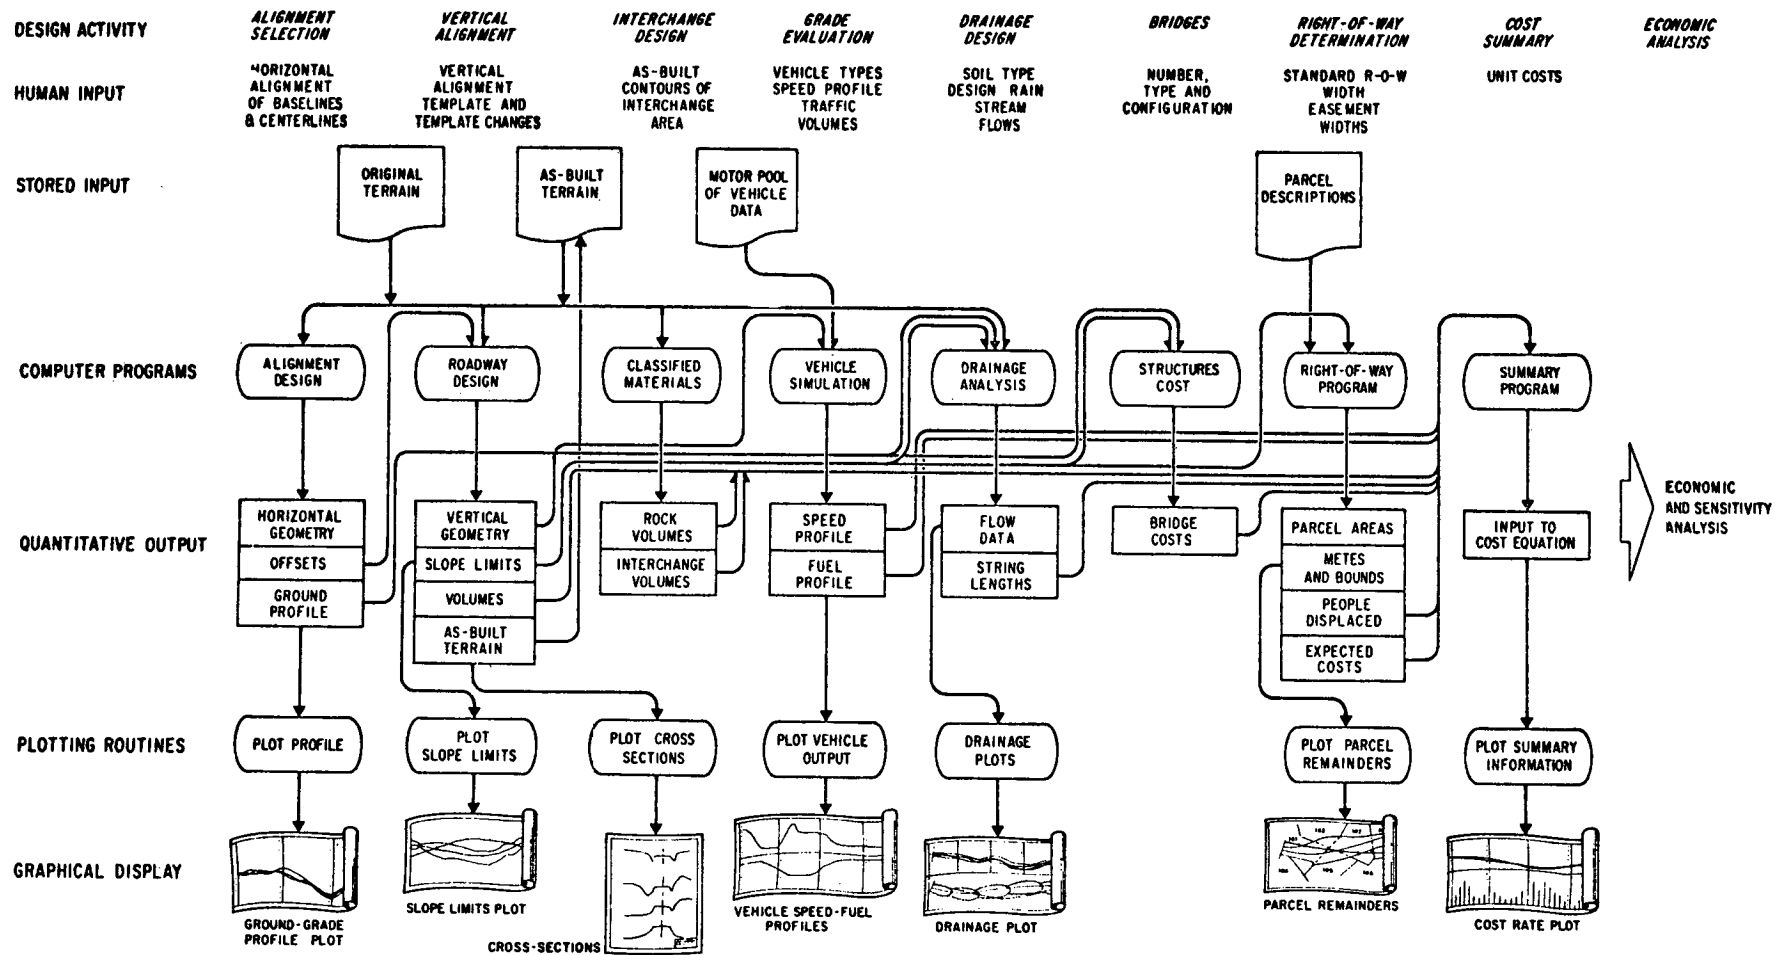 DESIGN ACTIVITY
ALIGNMENT
SELECTION
VERTICAL
ALIGNMENT
INTERCHANGE
DESIGN
GRADE
EVALUATION
DRAINAGE
DESIGN
BRIDGES
RIGHT-OF-WAY
DETERMINATION
COST
SUMMARY
ECONOMIC
ANALYSIS
HUMAN INPUT
HORIZONTAL
ALIGNMENT
OF BASELINES
& CENTERLINES
VERTICAL
ALIGNMENT
TEMPLATE AND
TEMPLATE CHANGES
AS-BUILT
CONTOURS OF
INTERCHANGE
AREA
VEHICLE TYPES
SPEED PROFILE
TRAFFIC
VOLUMES
SOIL TYPE
DESIGN RAIN
STREAM
FLOWS
NUMBER,
TYPE AND
CONFIGURATION
STANDARD R-O-W
WIDTH
EASEMENT
WIDTHS
UNIT COSTS
STORED INPUT
ORIGINAL
TERRAIN
AS-BUILT
TERRAIN
MOTOR POOL
OF VEHICLE
DATA
PARCEL
DESCRIPTIONS
COMPUTER PROGRAMS
ALIGNMENT
DESIGN
ROADWAY
DESIGN
CLASSIFIED
MATERIALS
VEHICLE
SIMULATION
DRAINAGE
ANALYSIS
STRUCTURES
COST
RIGHT-OF-WAY
PROGRAM
SUMMARY
PROGRAM
QUANTITATIVE OUTPUT
HORIZONTAL
GEOMETRY
OFFSETS
GROUND
PROFILE
VERTICAL
GEOMETRY
SLOPE LIMITS
VOLUMES
AS-BUILT
TERRAIN
ROCK
VOLUMES
INTERCHANGE
VOLUMES
SPEED
PROFILE
FUEL
PROFILE
FLOW
DATA
STRING
LENGTHS
BRIDGE
COSTS
PARCEL AREAS
METES
AND BOUNDS
PEOPLE
DISPLACED
EXPECTED
COSTS
INPUT TO
COST EQUATION
ECONOMIC
AND SENSITIVITY
ANALYSIS
PLOTTING ROUTINES
PLOT PROFILE
PLOT
SLOPE LIMITS
PLOT CROSS
SECTIONS
PLOT VEHICLE
OUTPUT
DRAINAGE
PLOTS
PLOT PARCEL
REMAINDERS
PLOT SUMMARY
INFORMATION
GRAPHICAL DISPLAY
GROUND-GRADE
PROFILE PLOT
SLOPE LIMITS PLOT
CROSS-SECTIONS
VEHICLE SPEED-FUEL
PROFILES
DRAINAGE PLOT
PARCEL REMAINDERS
COST RATE PLOT